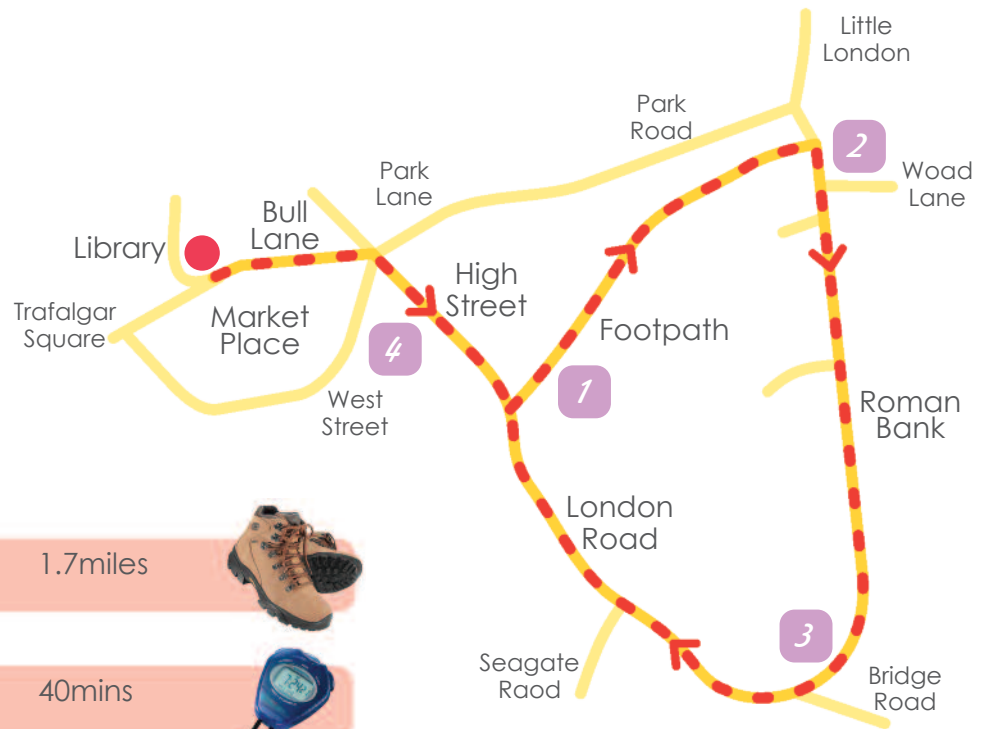 Little
London
Park
Road
2
Woad
Lane
Park
Lane
Bull
Lane
Library
High
Street
Trafalgar
Square
Market
Place
Footpath
4
1
West
Street
Roman
Bank
London
Road
1.7miles
3
Seagate
Raod
Bridge
Road
40mins